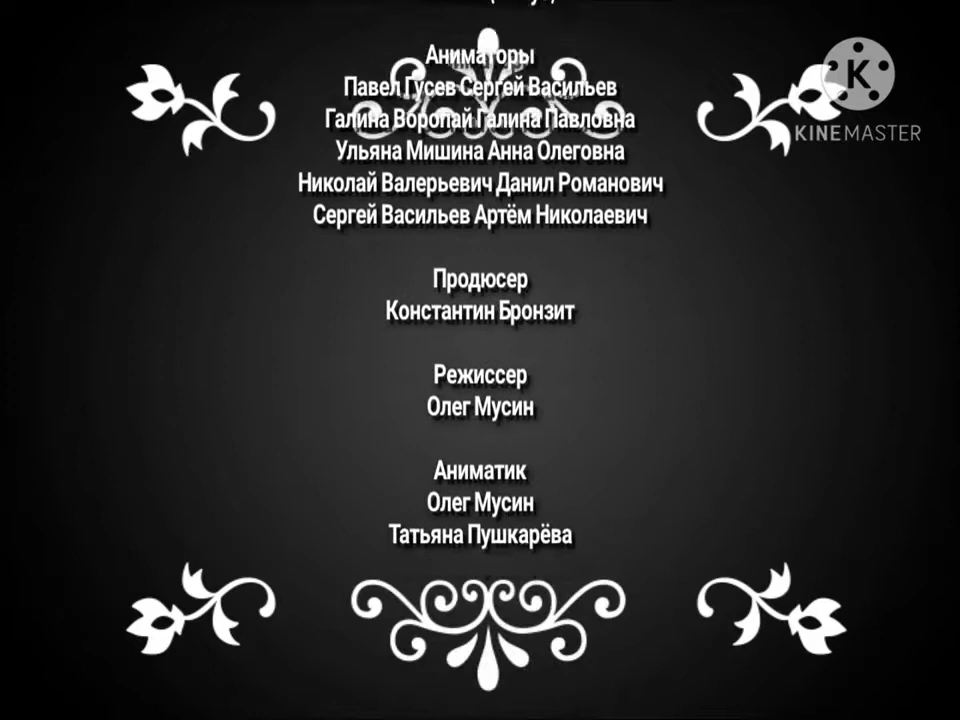 Аниматоры
Павел Гусев Сергей Васильев
Галина Воропай Галина Павловна
Ульяна Мишина Анна Олеговна
Николай Валерьевич Данил Романович
Сергей Васильев Артём Николаевич
Продюсер
Константин Бронзит
Режиссер
Олег Мусин
Аниматик
Олег Мусин
Татьяна Пушкарёва
K
KINEMASTER